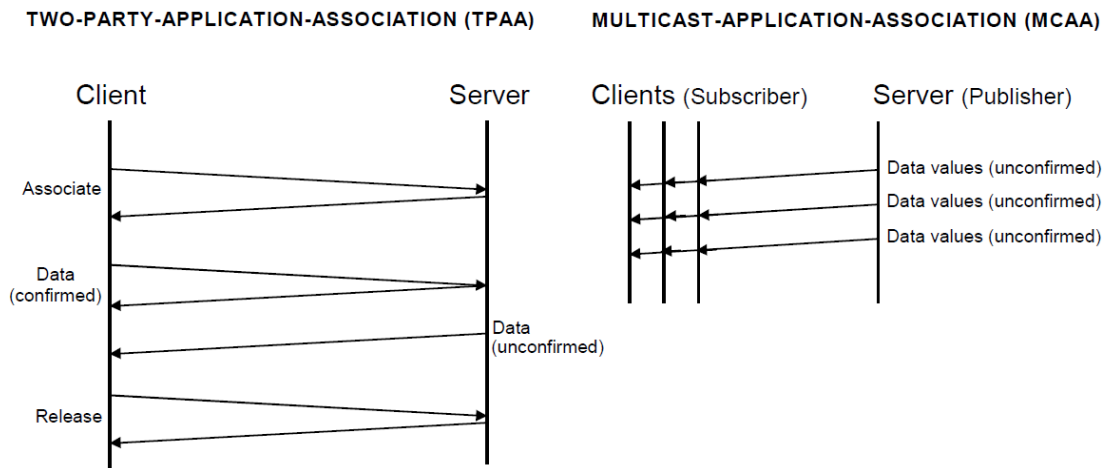 TWO-PARTY-APPLICATION-ASSOCIATION (TPAA)
Client
Server
Associate
Data
(confirmed)
Data
(unconfirmed)
Release
MULTICAST-APPLICATION-ASSOCIATION (MCAA)
Clients (Subscriber)
Server (Publisher)
Data values (unconfirmed)
Data values (unconfirmed)
Data values (unconfirmed)